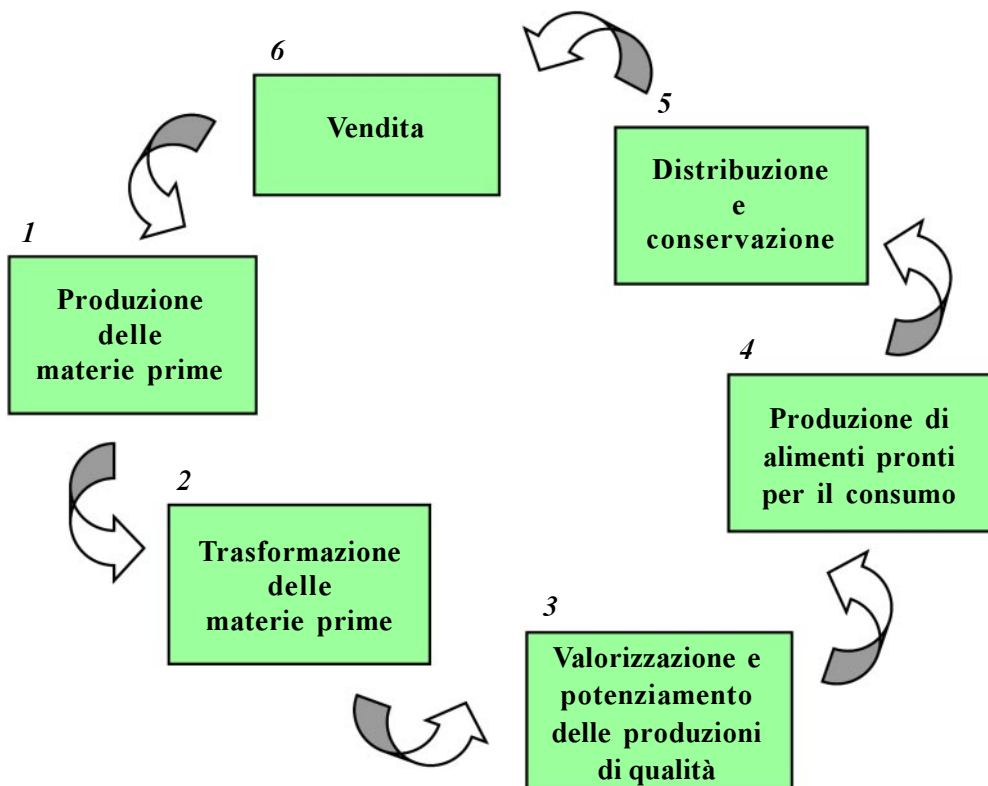 1
Produzione
delle
materie prime
2
Trasformazione
delle
materie prime
3
Valorizzazione e
potenziamento
delle produzioni
di qualità
4
Produzione di
alimenti pronti
per il consumo
5
Distribuzione
e
conservazione
6
Vendita